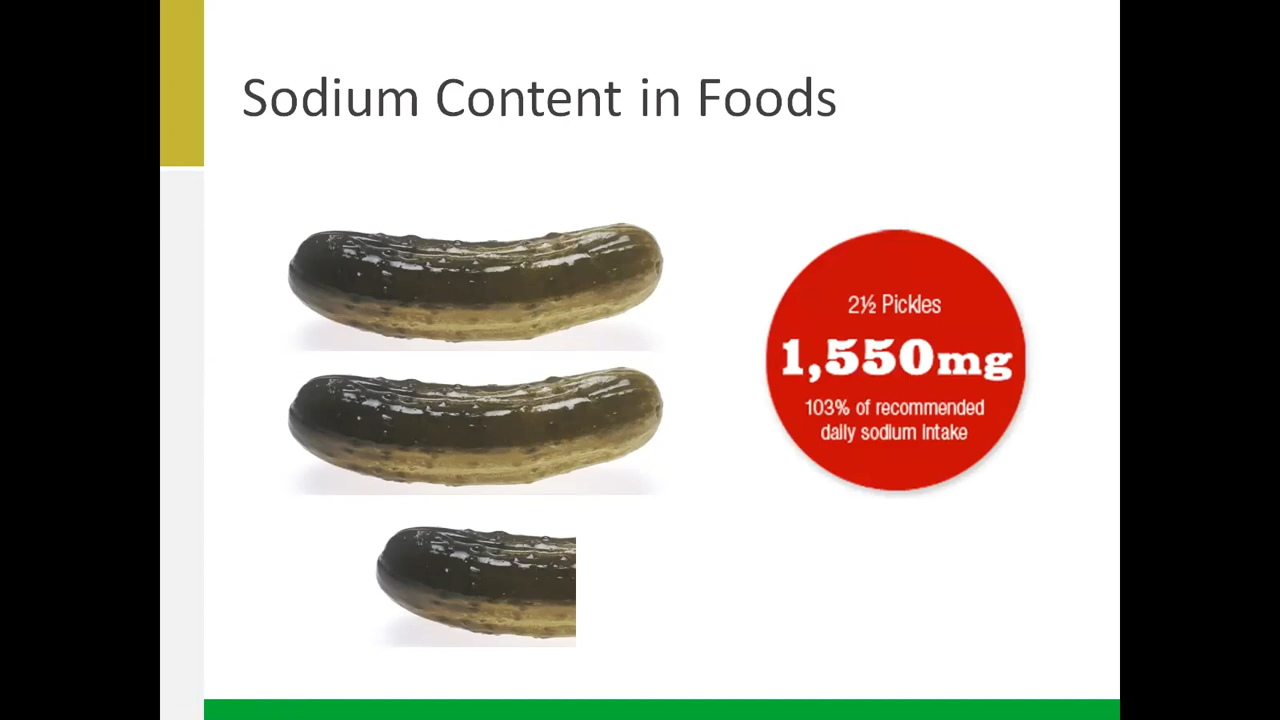 Sodium Content in Foods
2½ Pickles
1,550mg
103% of recommended
daily sodium intake